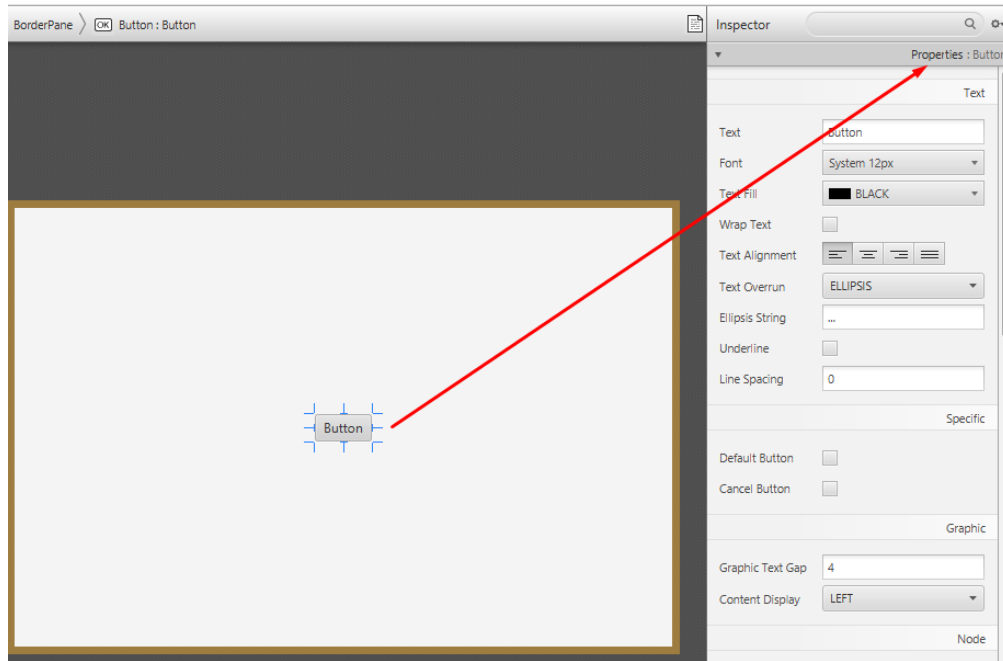 BorderPane OK Button : Button
Inspector
Properties : Button
Text
Text Button
Font System 12px
Text Fill BLACK
Wrap Text
Text Alignment
Text Overrun ELLIPSIS
Ellipsis String ...
Underline
Line Spacing 0
Button
Specific
Default Button
Cancel Button
Graphic
Graphic Text Gap 4
Content Display LEFT
Node